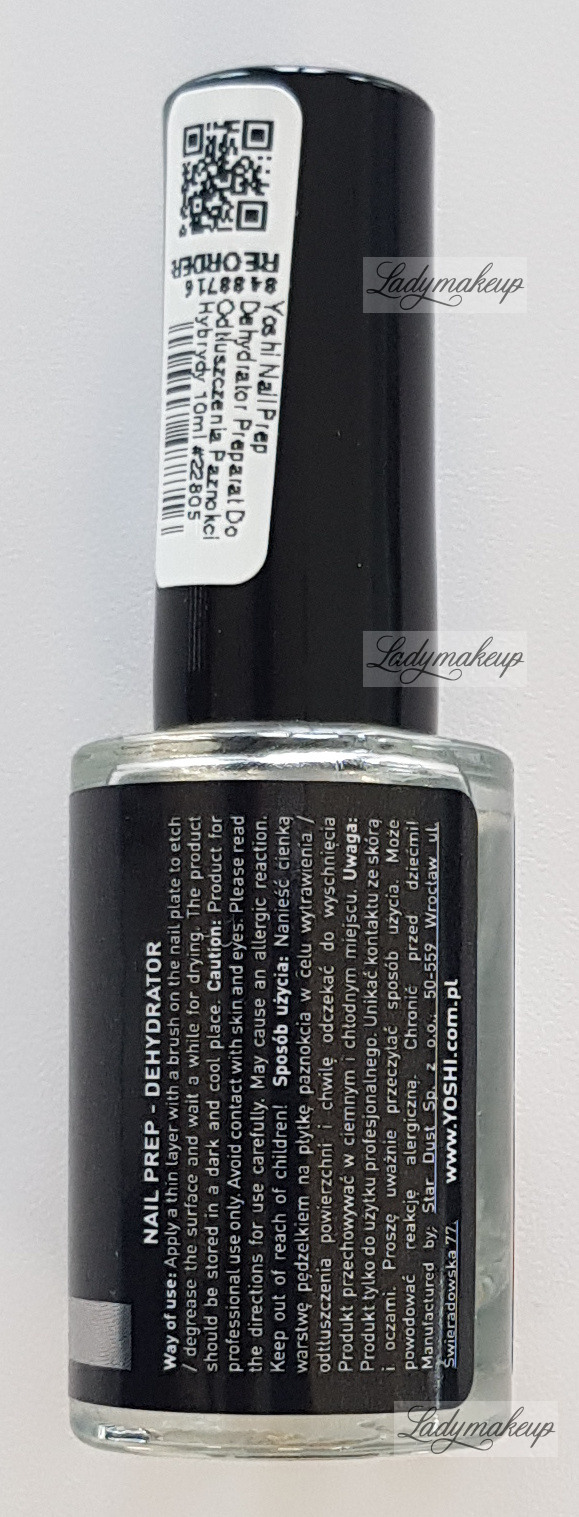 RE ORDER
8488716
Yoshi Nail Prep
Dehydrator Preparat Do
Odtłuszczenia Paznokci
Hybrydy 10ml #22805
Ladymakeup
Ladymakeup
NAIL PREP - DEHYDRATOR
Way of use: Apply a thin layer with a brush on the nail plate to etch
/ degrease the surface and wait a while for drying. The product
should be stored in a dark and cool place. Caution: Product for
professional use only. Avoid contact with skin and eyes. Please read
the directions for use carefully. May cause an allergic reaction.
Keep out of reach of children! Sposób użycia: Nanieść cienką
warstwę pędzelkiem na płytkę paznokcia w celu wytrawienia /
odtłuszczenia powierzchni i chwilę odczekać do wyschnięcia
Produkt przechowywać w ciemnym i chłodnym miejscu. Uwaga:
Produkt tylko do użytku profesjonalnego. Unikać kontaktu ze skórą
i oczami. Proszę uważnie przeczytać sposób użycia. Może
powodować reakcję alergiczną. Chronić przed dziećmi!
Manufactured by: Star Dust Sp. z o.o. 50-559 Wrocław ul.
Świeradowska 77 www.YOSHI.com.pl
Ladymakeup